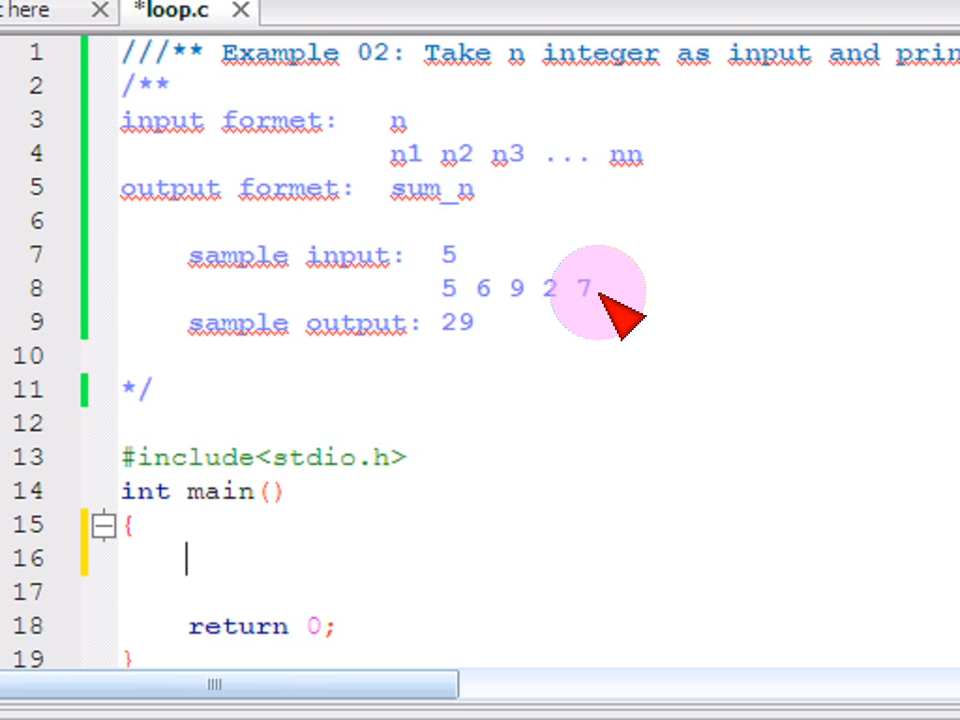 t here
*loop.c
1 ///** Example 02: Take n integer as input and prin
2 /**
3 input formet: n
4 n1 n2 n3 ... nn
5 output formet: sum_n
6
7 sample input: 5
8 5 6 9 2 7
9 sample output: 29
10
11 */
12
13 #include<stdio.h>
14 int main()
15 {
16
17
18 return 0;
19 }